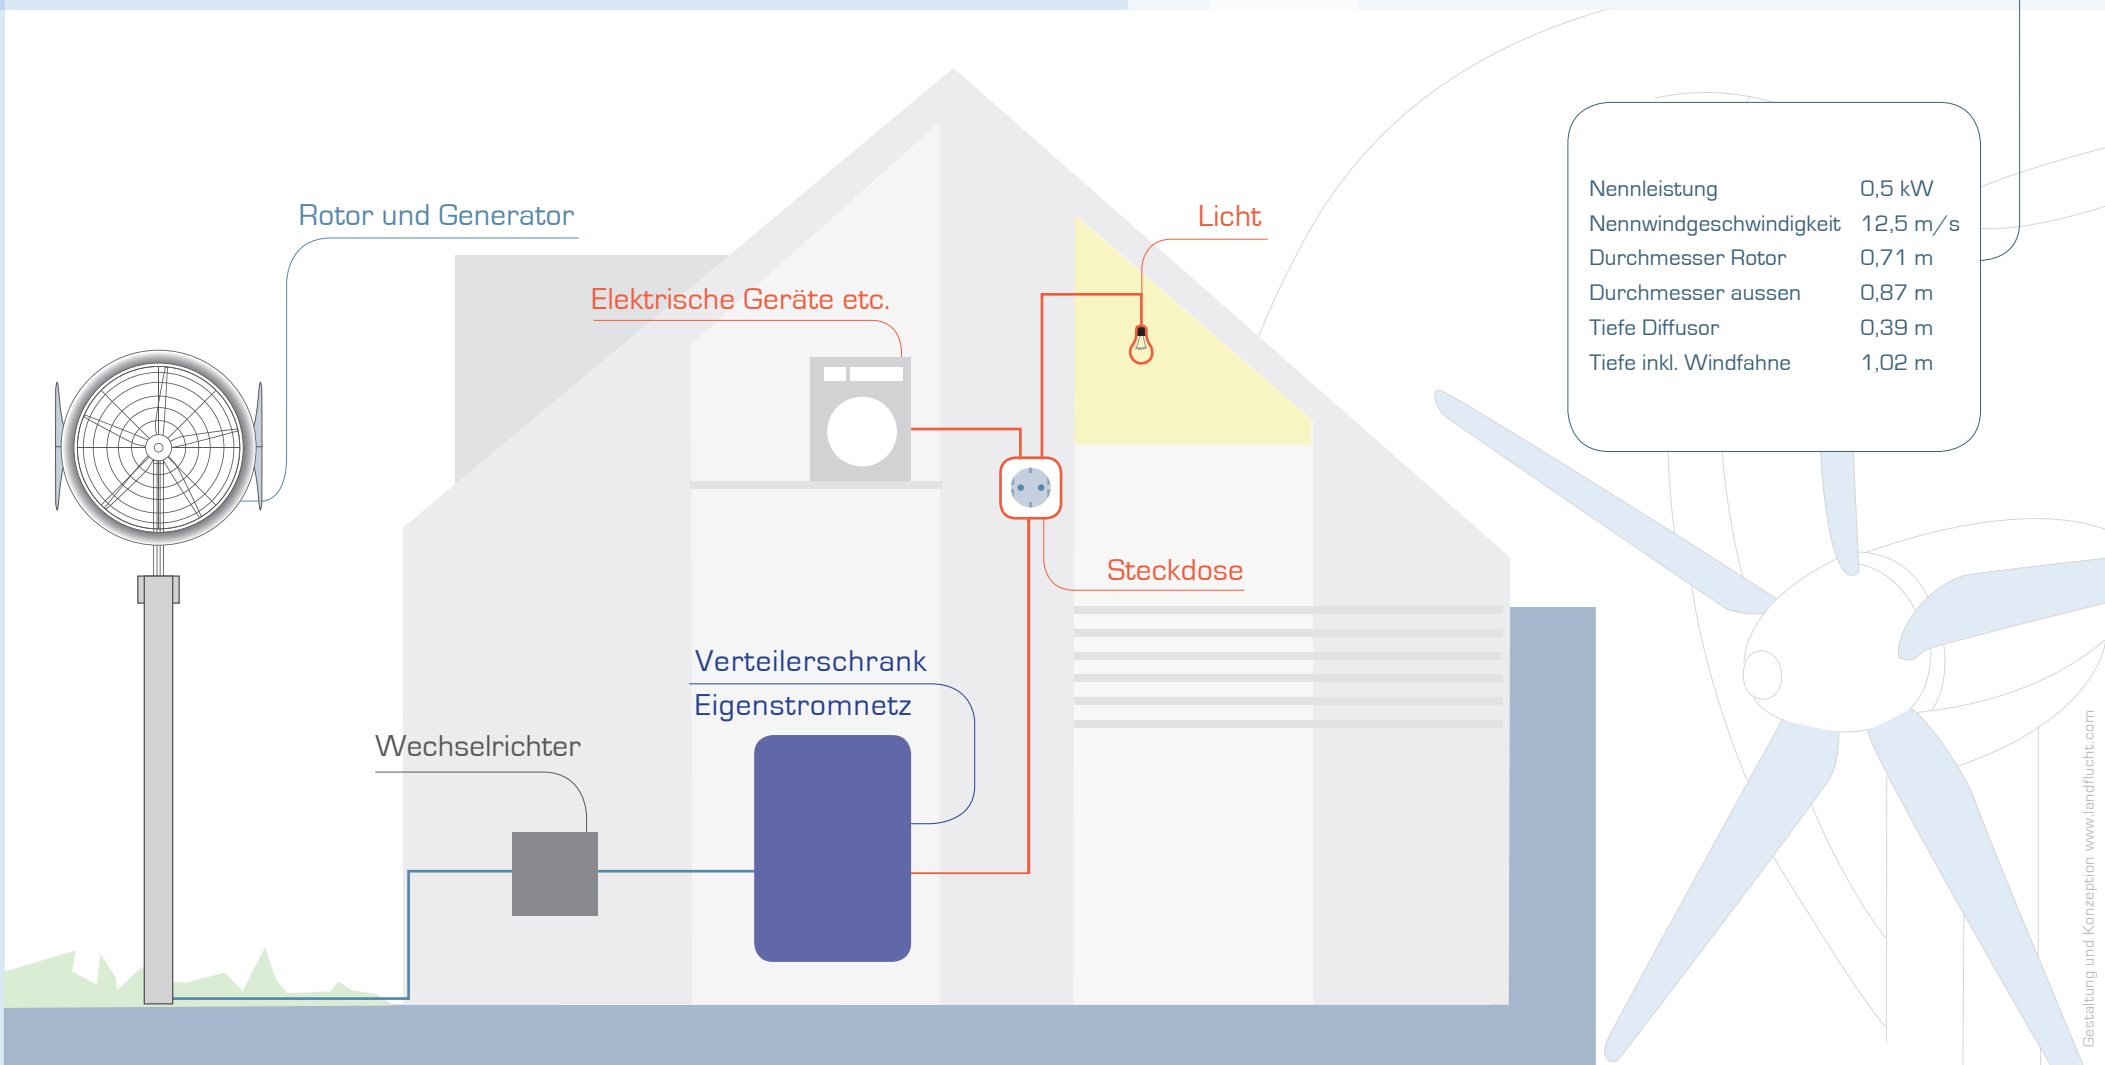 Rotor und Generator
Elektrische Geräte etc.
Licht
Steckdose
Verteilerschrank
Eigenstromnetz
Wechselrichter
Nennleistung 0,5 kW
Nennwindgeschwindigkeit 12,5 m/s
Durchmesser Rotor 0,71 m
Durchmesser aussen 0,87 m
Tiefe Diffusor 0,39 m
Tiefe inkl. Windfahne 1,02 m
Gestaltung und Konzeption www.landflucht.com